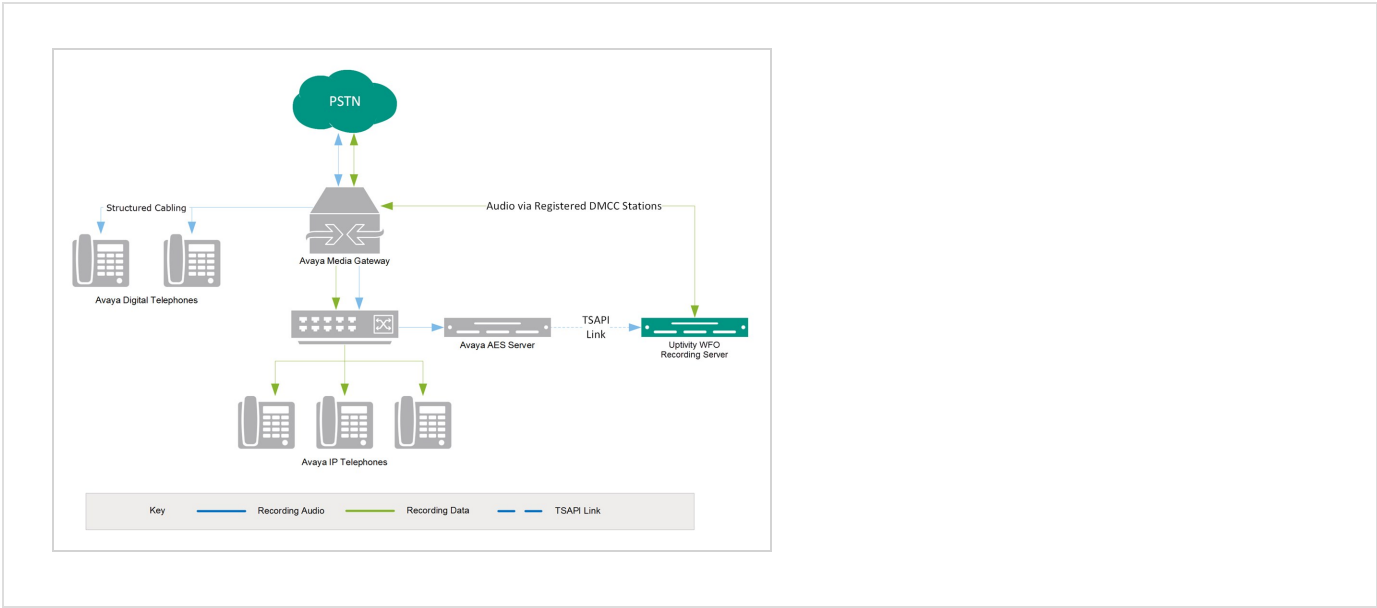 PSTN
Structured Cabling
Audio via Registered DMCC Stations
Avaya Media Gateway
Avaya Digital Telephones
TSAPI
Link
Avaya AES Server
Uptivity WFO
Recording Server
Avaya IP Telephones
Key
Recording Audio
Recording Data
TSAPI Link